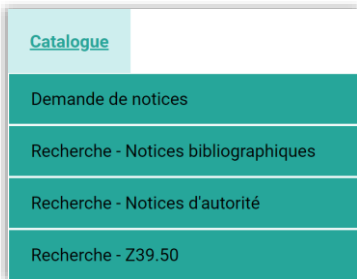 Catalogue
Demande de notices
Recherche - Notices bibliographiques
Recherche - Notices d'autorité
Recherche - Z39.50